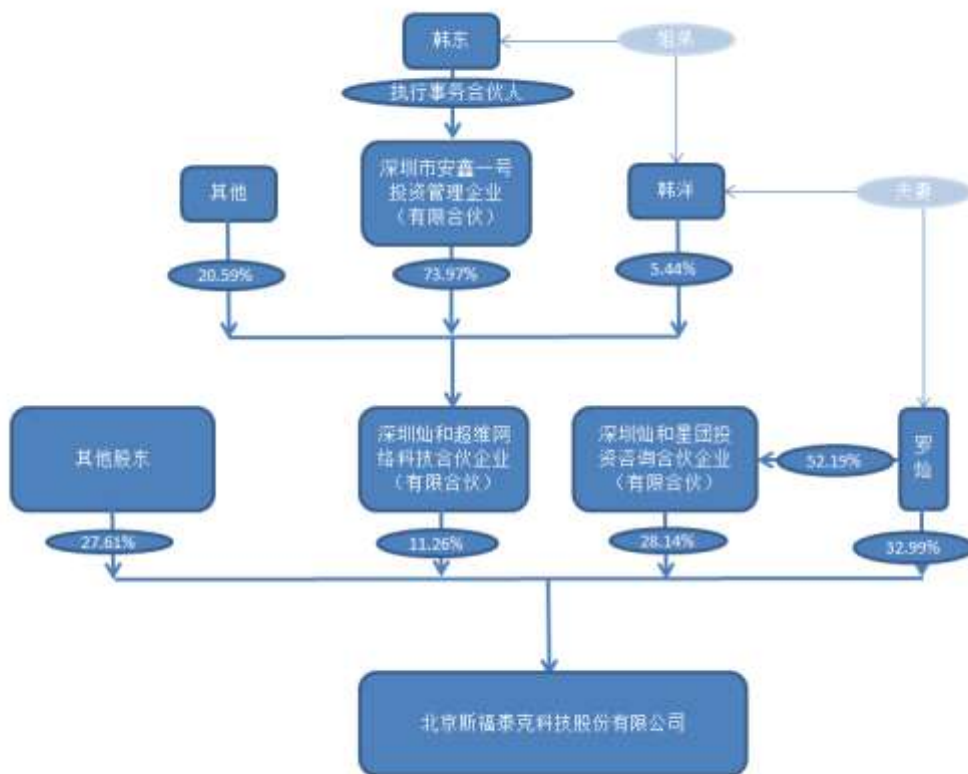 韩东
姐弟
执行事务合伙人
深圳市安鑫一号
投资管理企业
（有限合伙）
其他
韩洋
夫妻
20.59%
73.97%
5.44%
其他股东
深圳灿和超维网
络科技合伙企业
（有限合伙）
深圳灿和星团投
资咨询合伙企业
（有限合伙）
52.19%
罗
灿
27.61%
11.26%
28.14%
32.99%
北京斯福泰克科技股份有限公司